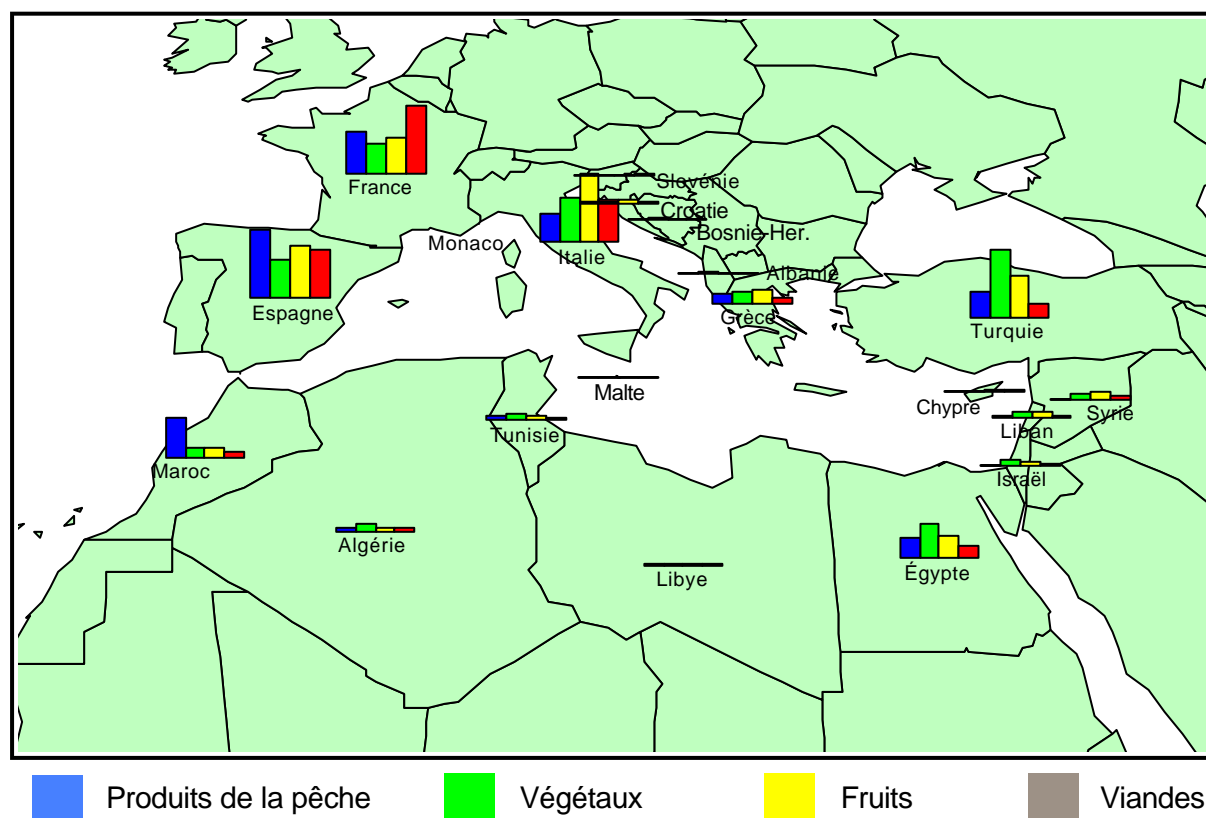 France
Slovénie
Croatie
Bosnie-Her.
Monaco
Italie
Albanie
Espagne
Grèce
Turquie
Malte
Chypre
Syrie
Liban
Tunisie
Maroc
Israël
Algérie
Égypte
Libye
Produits de la pêche Végétaux Fruits Viandes